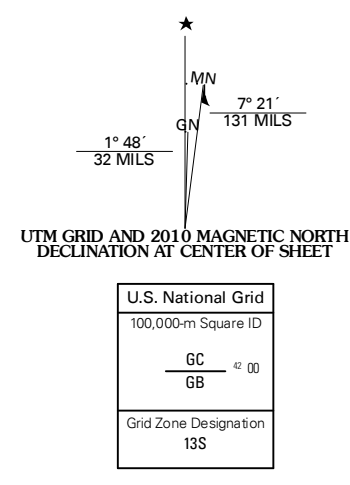 ★
MN
7° 21´
131 MILS
GN
1° 48´
32 MILS
UTM GRID AND 2010 MAGNETIC NORTH
DECLINATION AT CENTER OF SHEET
U.S. National Grid
100,000-m Square ID
GC
42 00
GB
Grid Zone Designation
13S